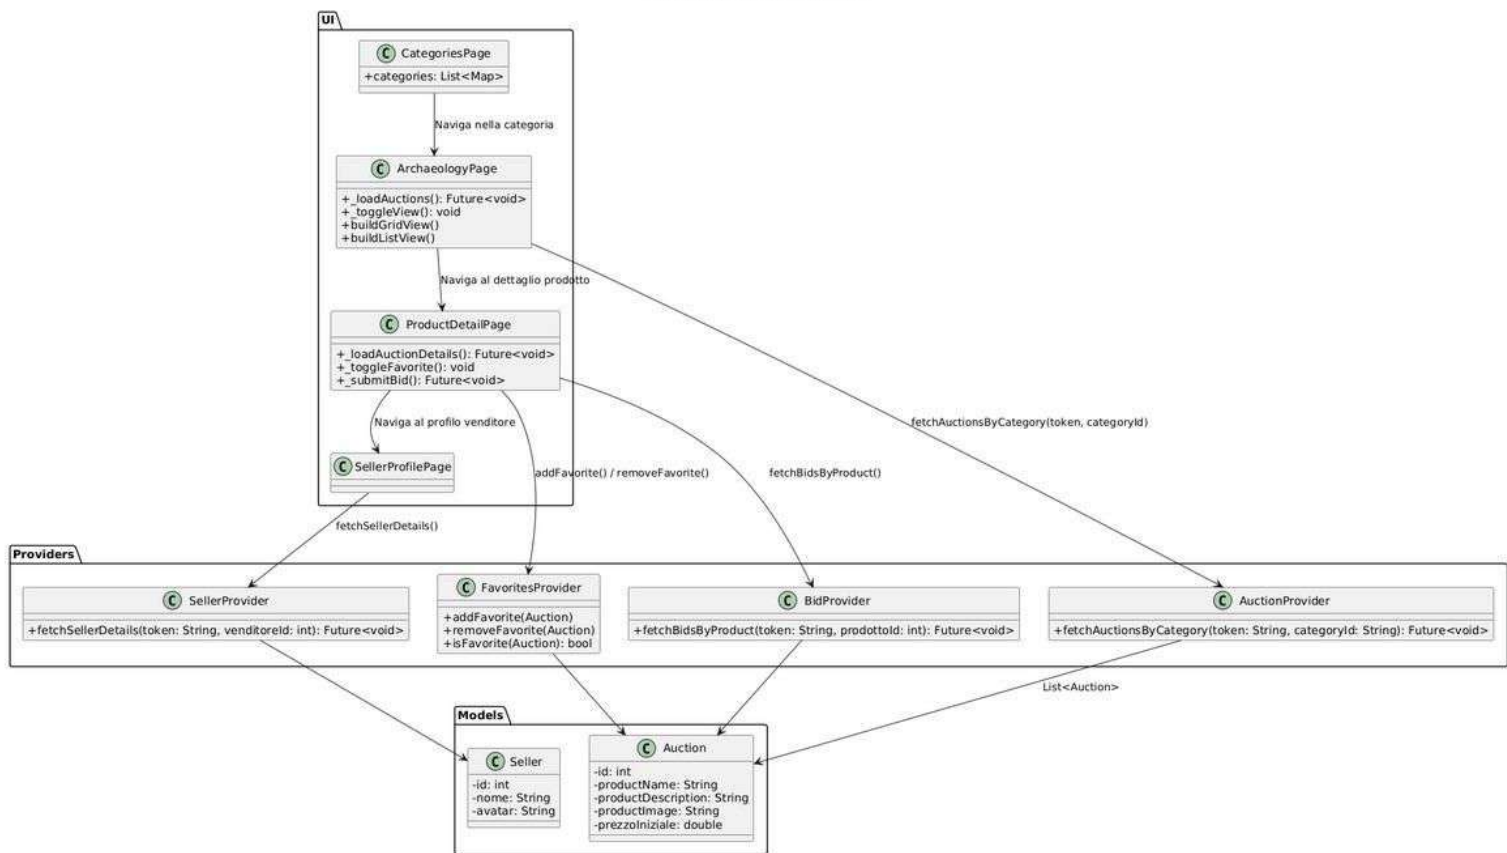 UI
C CategoriesPage
+categories: List<Map>
Naviga nella categoria
C ArchaeologyPage
+_loadAuctions(): Future<void>
+_toggleView(): void
+buildGridView()
+buildListView()
Naviga al dettaglio prodotto
C ProductDetailPage
+_loadAuctionDetails(): Future<void>
+_toggleFavorite(): void
+_submitBid(): Future<void>
Naviga al profilo venditore
fetchAuctionsByCategory(token, categoryId)
C SellerProfilePage
addFavorite() / removeFavorite()
fetchBidsByProduct()
fetchSellerDetails()
Providers
C SellerProvider
+fetchSellerDetails(token: String, venditoreId: int): Future<void>
C FavoritesProvider
+addFavorite(Auction)
+removeFavorite(Auction)
+isFavorite(Auction): bool
C BidProvider
+fetchBidsByProduct(token: String, prodottoId: int): Future<void>
C AuctionProvider
+fetchAuctionsByCategory(token: String, categoryId: String): Future<void>
List<Auction>
Models
C Seller
-id: int
-nome: String
-avatar: String
C Auction
-id: int
-productName: String
-productDescription: String
-productImage: String
-prezzoIniziale: double